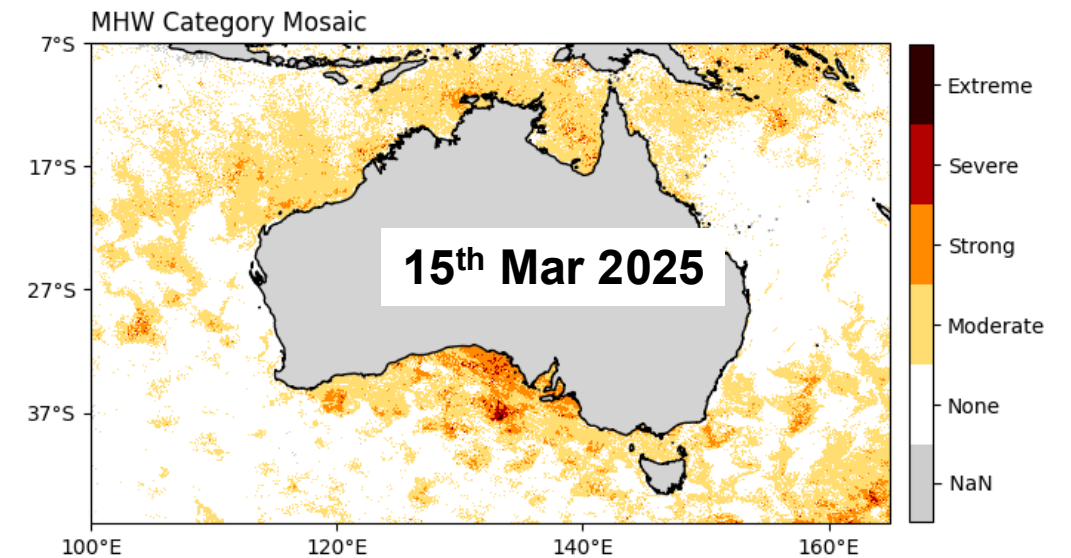 MHW Category Mosaic
7°S
17°S
27°S
37°S
100°E
120°E
140°E
160°E
15th Mar 2025
Extreme
Severe
Strong
Moderate
None
NaN